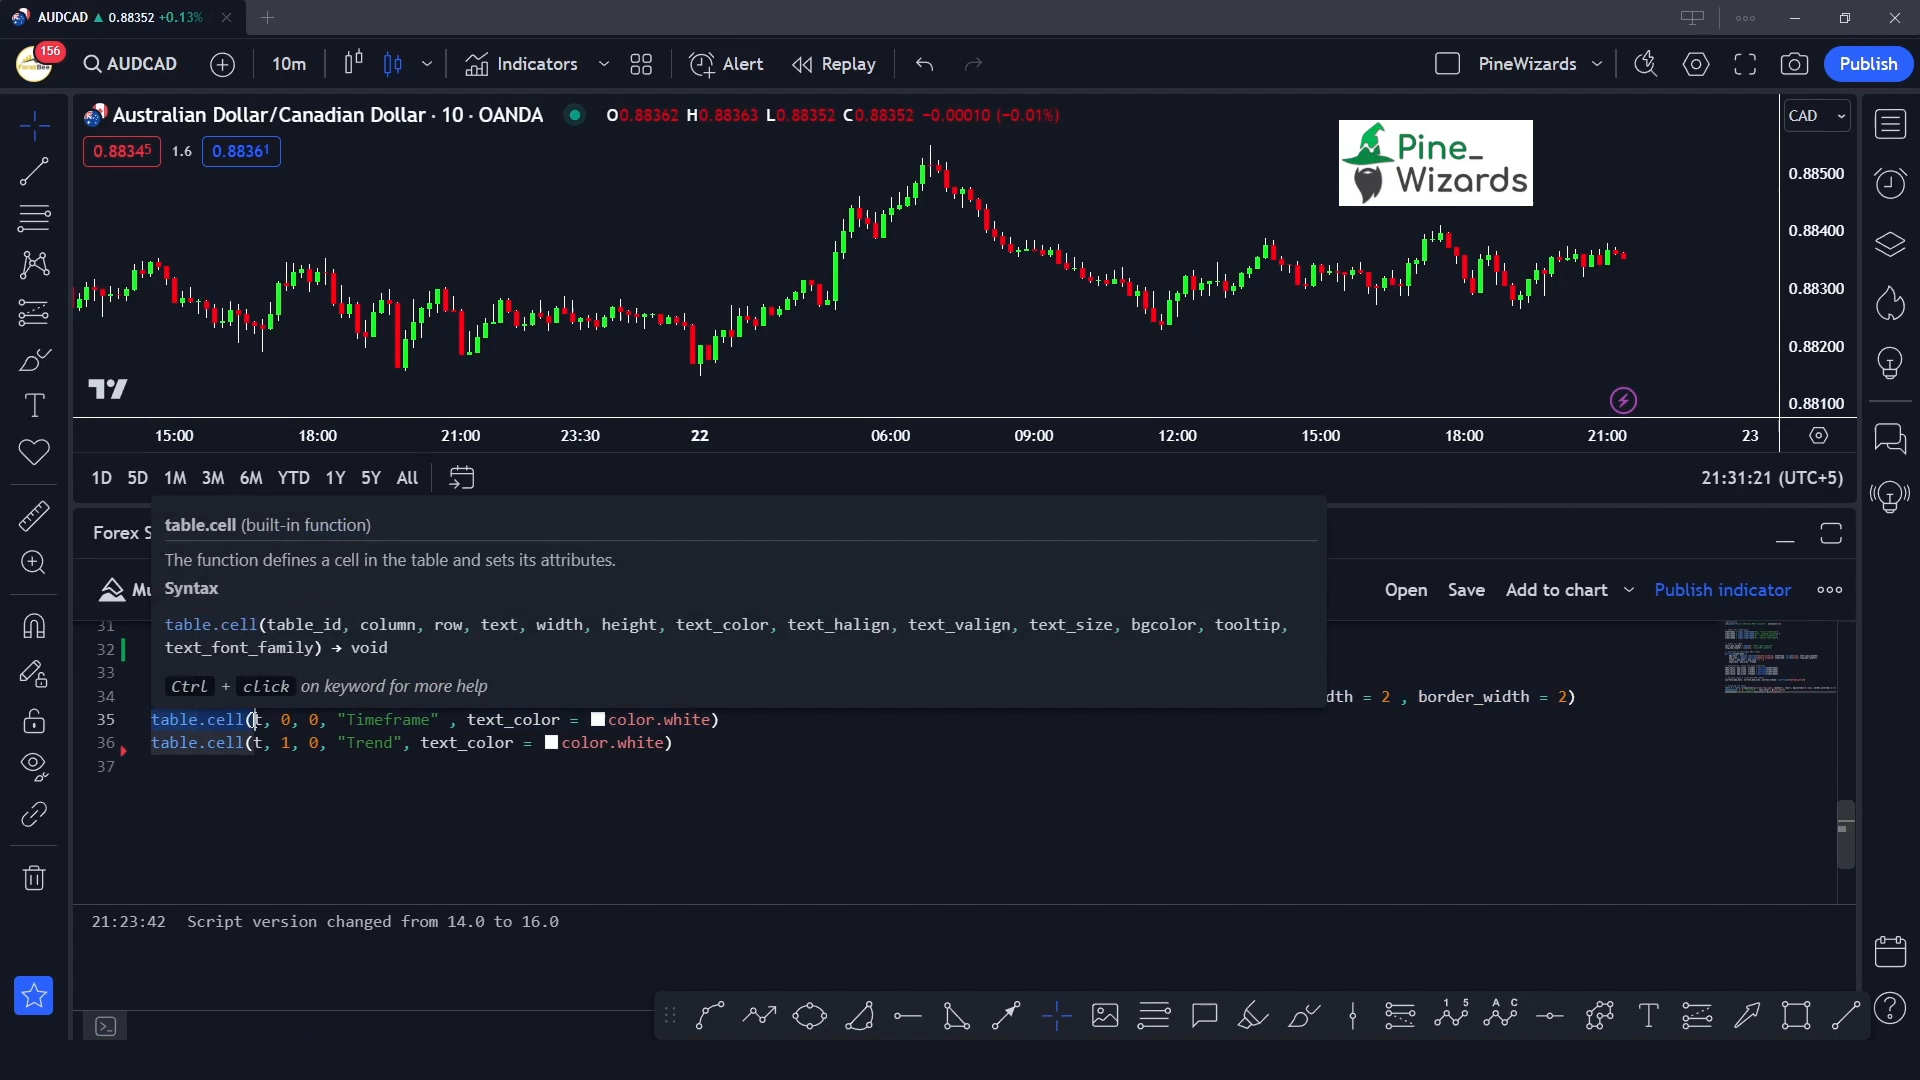 AUDCAD ▲ 0.88352 +0.13%
156
AUDCAD
10m
Indicators
Alert
Replay
PineWizards
Publish
Australian Dollar/Canadian Dollar · 10 · OANDA
O0.88362 H0.88363 L0.88352 C0.88352 −0.00010 (−0.01%)
CAD
0.88345
1.6
0.88361
Pine_
Wizards
0.88500
0.88400
0.88300
0.88200
0.88100
15:00
18:00
21:00
23:30
22
06:00
09:00
12:00
15:00
18:00
21:00
23
1D 5D 1M 3M 6M YTD 1Y 5Y All
21:31:21 (UTC+5)
Forex S
table.cell (built-in function)
The function defines a cell in the table and sets its attributes.
Syntax
table.cell(table_id, column, row, text, width, height, text_color, text_halign, text_valign, text_size, bgcolor, tooltip,
text_font_family) → void
Ctrl + click on keyword for more help
Mu
Open
Save
Add to chart
Publish indicator
31
32
33
34 dth = 2 , border_width = 2)
35 table.cell(t, 0, 0, "Timeframe" , text_color = color.white)
36 table.cell(t, 1, 0, "Trend", text_color = color.white)
37
21:23:42 Script version changed from 14.0 to 16.0